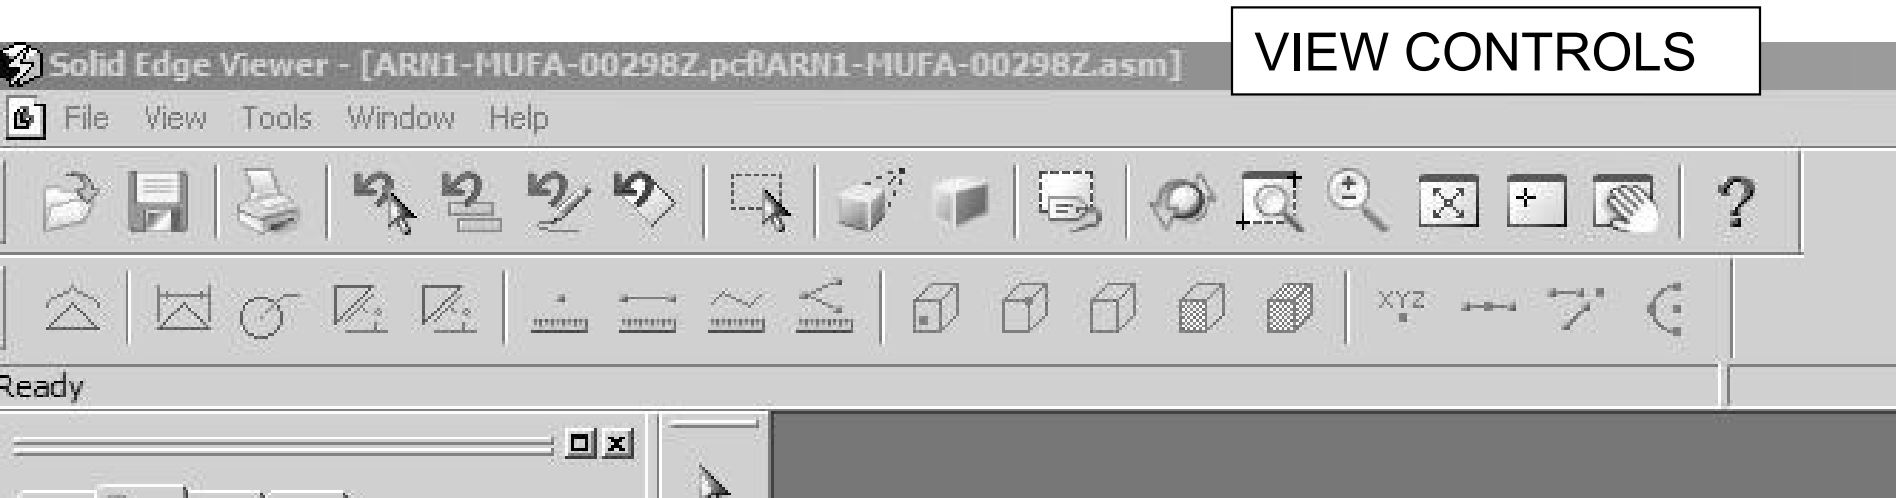 VIEW CONTROLS
Solid Edge Viewer - [ARN1-MUFA-00298Z.pcf\ARN1-MUFA-00298Z.asm]
File View Tools Window Help
?
XYZ
Ready